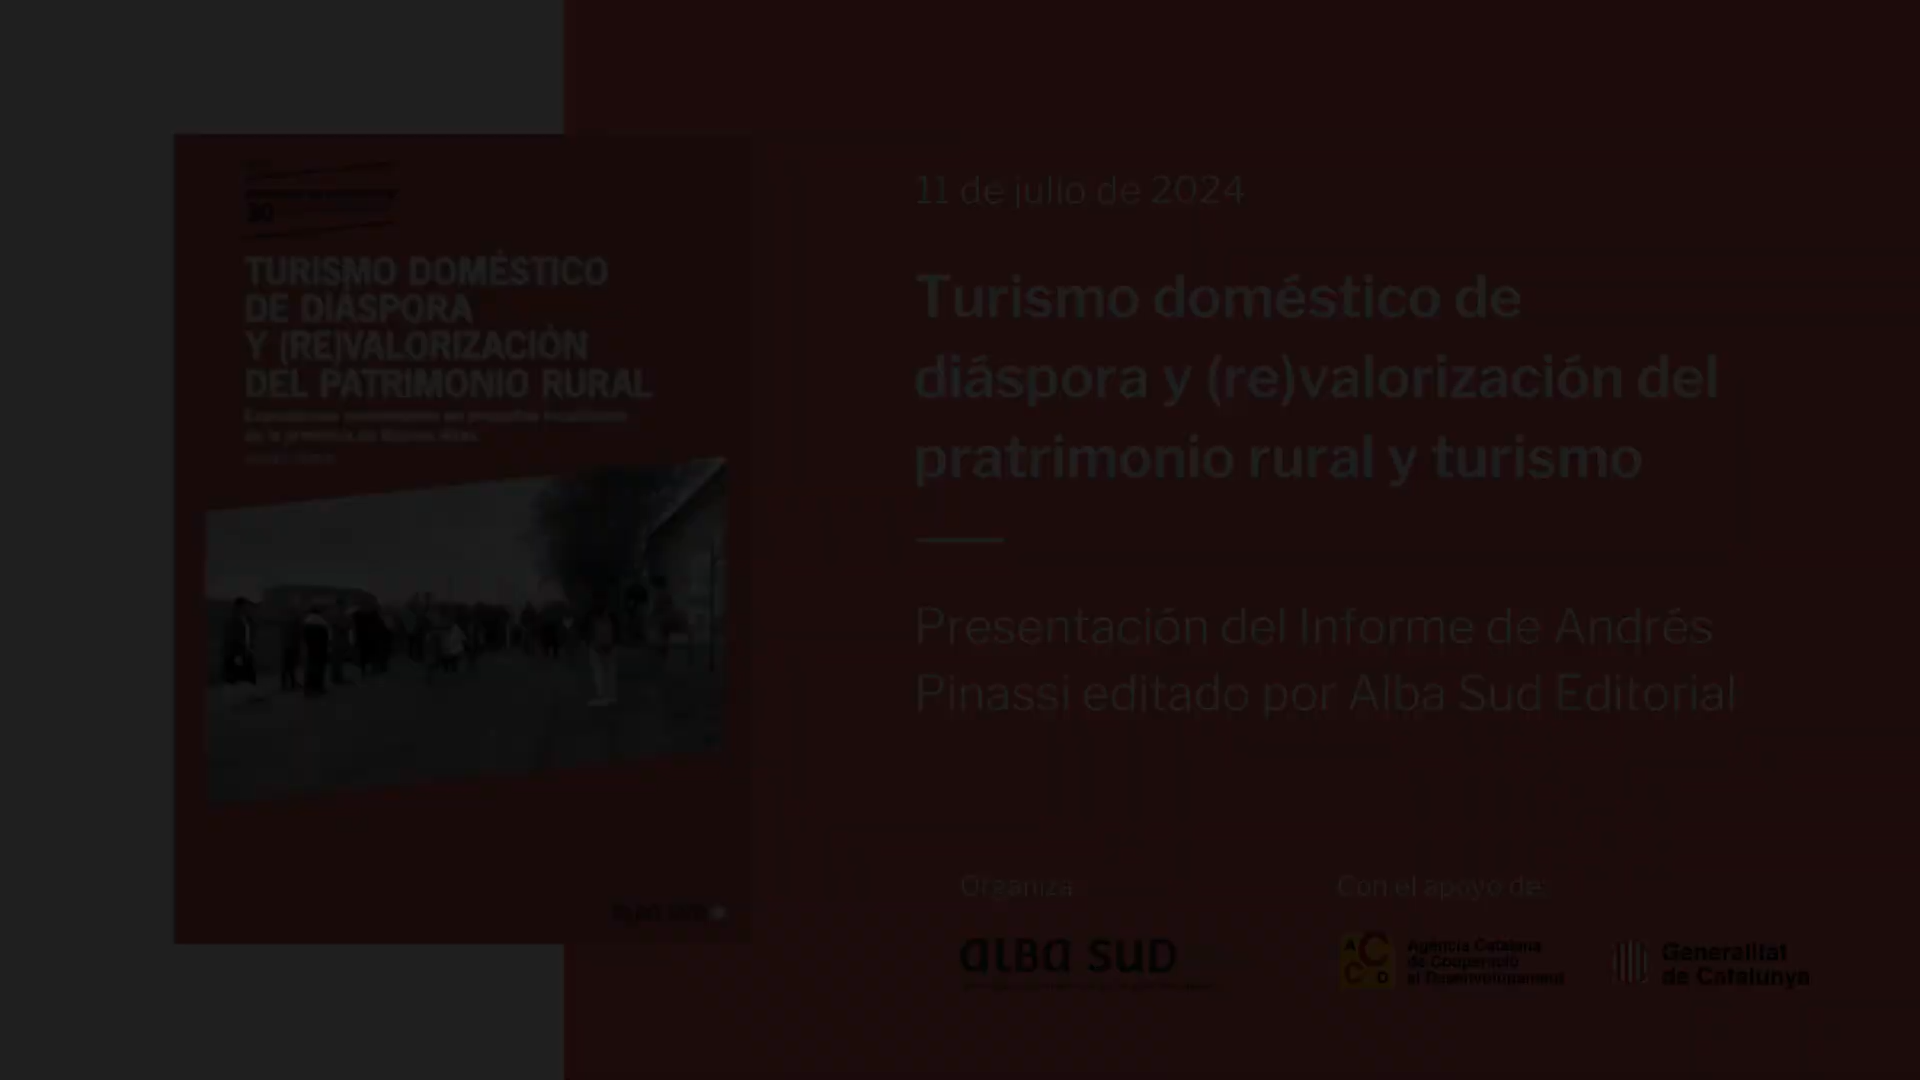 30
TURISMO DOMÉSTICO
DE DIÁSPORA
Y (RE)VALORIZACIÓN
DEL PATRIMONIO RURAL
11 de julio de 2024
Turismo doméstico de
diáspora y (re)valorización del
pratrimonio rural y turismo
Presentación del Informe de Andrés
Pinassi editado por Alba Sud Editorial
Organiza
ALBA SUD
Con el apoyo de:
ACCD
Agència Catalana
de Cooperació
al Desenvolupament
Generalitat
de Catalunya